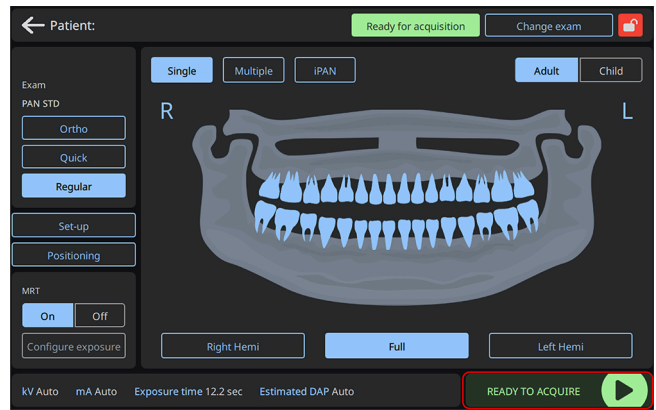 Patient:
Ready for acquisition
Change exam
Single
Multiple
iPAN
Adult
Child
Exam
PAN STD
Ortho
Quick
Regular
Set-up
Positioning
MRT
On
Off
Configure exposure
R
L
Right Hemi
Full
Left Hemi
kV Auto mA Auto Exposure time 12.2 sec Estimated DAP Auto
READY TO ACQUIRE